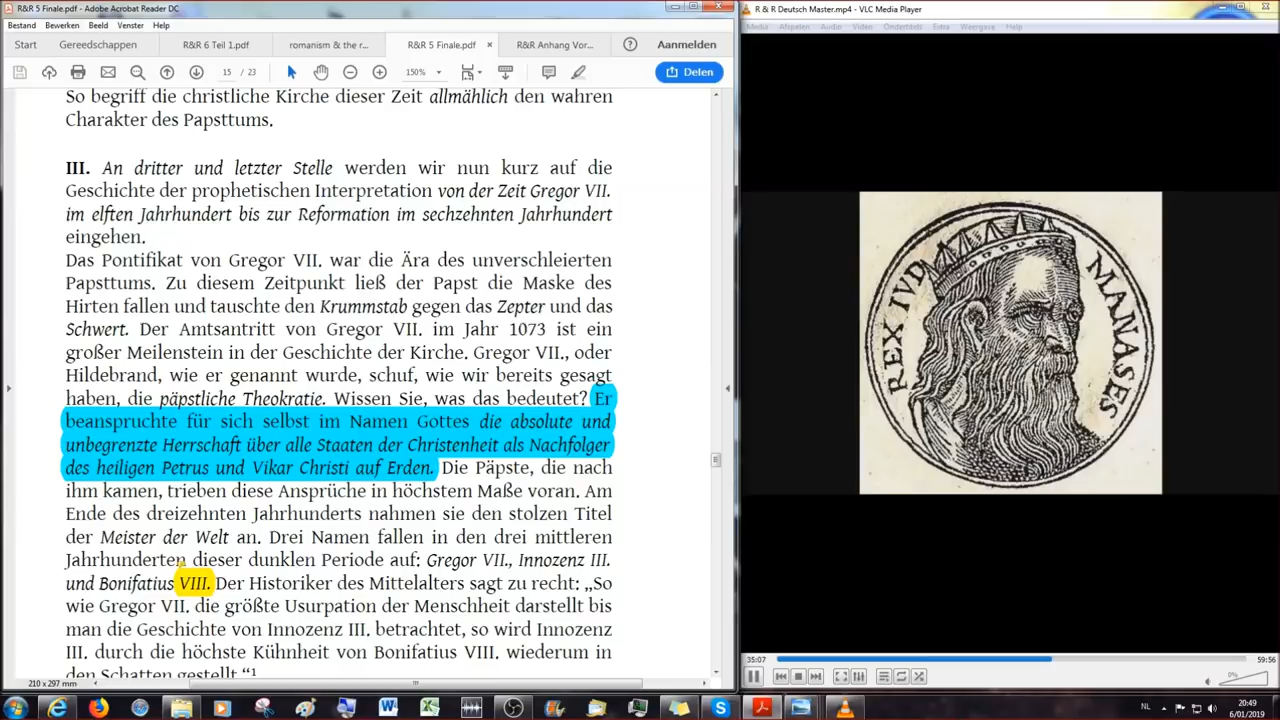 R&R 5 Finale.pdf - Adobe Acrobat Reader DC
Bestand Bewerken Beeld Venster Help
Start Gereedschappen R&R 6 Teil 1.pdf romanism & the r... R&R 5 Finale.pdf × R&R Anhang Vor... Aanmelden
15 / 23 150% Delen
So begriff die christliche Kirche dieser Zeit allmählich den wahren
Charakter des Papsttums.
III. An dritter und letzter Stelle werden wir nun kurz auf die
Geschichte der prophetischen Interpretation von der Zeit Gregor VII.
im elften Jahrhundert bis zur Reformation im sechzehnten Jahrhundert
eingehen.
Das Pontifikat von Gregor VII. war die Ära des unverschleierten
Papsttums. Zu diesem Zeitpunkt ließ der Papst die Maske des
Hirten fallen und tauschte den Krummstab gegen das Zepter und das
Schwert. Der Amtsantritt von Gregor VII. im Jahr 1073 ist ein
großer Meilenstein in der Geschichte der Kirche. Gregor VII., oder
Hildebrand, wie er genannt wurde, schuf, wie wir bereits gesagt
haben, die päpstliche Theokratie. Wissen Sie, was das bedeutet? Er
beanspruchte für sich selbst im Namen Gottes die absolute und
unbegrenzte Herrschaft über alle Staaten der Christenheit als Nachfolger
des heiligen Petrus und Vikar Christi auf Erden. Die Päpste, die nach
ihm kamen, trieben diese Ansprüche in höchstem Maße voran. Am
Ende des dreizehnten Jahrhunderts nahmen sie den stolzen Titel
der Meister der Welt an. Drei Namen fallen in den drei mittleren
Jahrhunderten dieser dunklen Periode auf: Gregor VII., Innozenz III.
und Bonifatius VIII. Der Historiker des Mittelalters sagt zu recht: „So
wie Gregor VII. die größte Usurpation der Menschheit darstellt bis
man die Geschichte von Innozenz III. betrachtet, so wird Innozenz
III. durch die höchste Kühnheit von Bonifatius VIII. wiederum in
den Schatten gestellt.“1
210 x 297 mm
R & R Deutsch Master.mp4 - VLC Media Player
Media Afspelen Audio Video Ondertiteling Extra Weergave Help
REX IVD
MANASES
35:07 59:56
0%
NL 20:49
6/01/2019